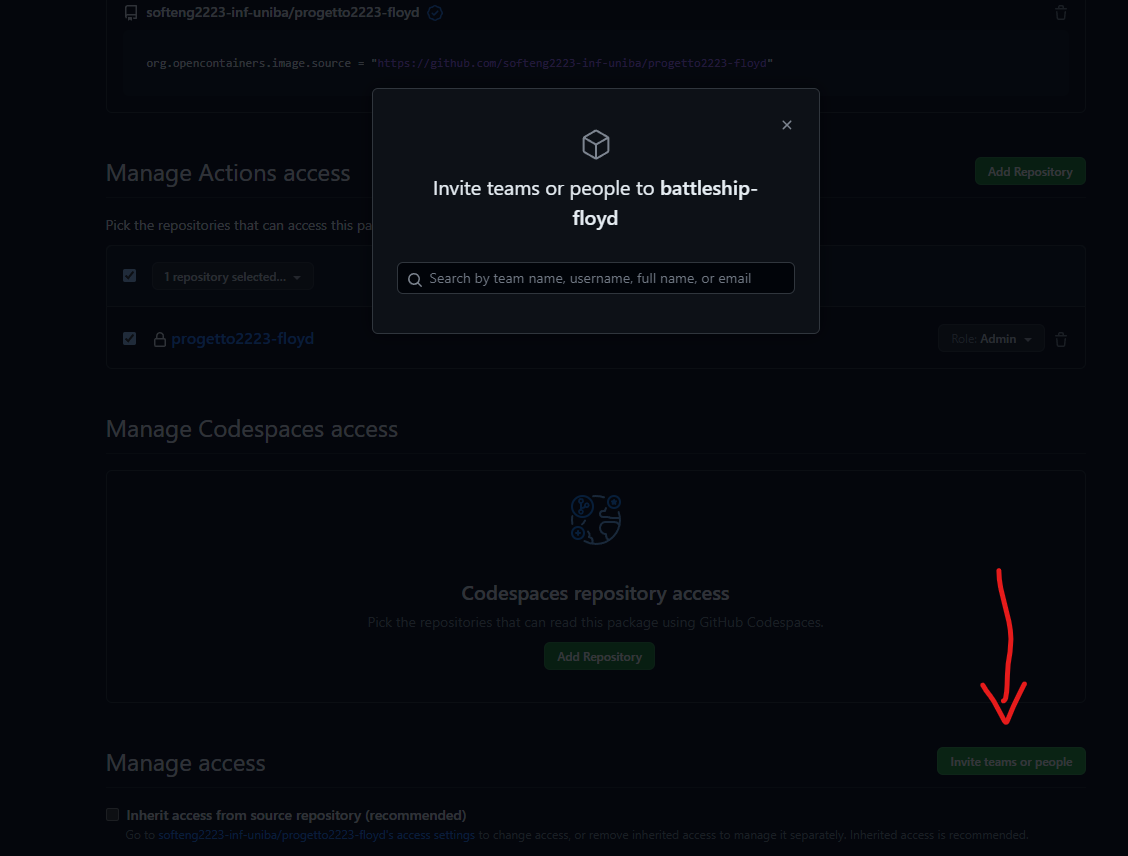 softeng2223-inf-uniba/progetto2223-floyd
org.opencontainers.image.source = "https://github.com/softeng2223-inf-uniba/progetto2223-floyd"
Invite teams or people to battleship-
floyd
Search by team name, username, full name, or email
Manage Actions access
Add Repository
Pick the repositories that can access this pa
1 repository selected...
progetto2223-floyd
Role: Admin
Manage Codespaces access
Codespaces repository access
Pick the repositories that can read this package using GitHub Codespaces.
Add Repository
Manage access
Invite teams or people
Inherit access from source repository (recommended)
Go to softeng2223-inf-uniba/progetto2223-floyd's access settings to change access, or remove inherited access to manage it separately. Inherited access is recommended.